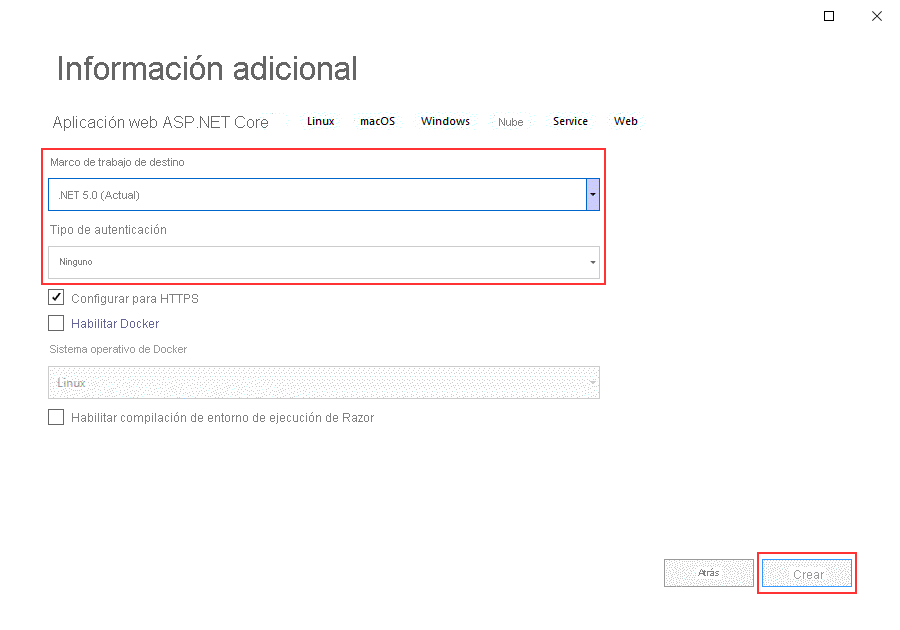 Información adicional
Aplicación web ASP.NET Core Linux macOS Windows Nube Service Web
Marco de trabajo de destino
.NET 5.0 (Actual)
Tipo de autenticación
Ninguno
Configurar para HTTPS
Habilitar Docker
Sistema operativo de Docker
Linux
Habilitar compilación de entorno de ejecución de Razor
Atrás Crear